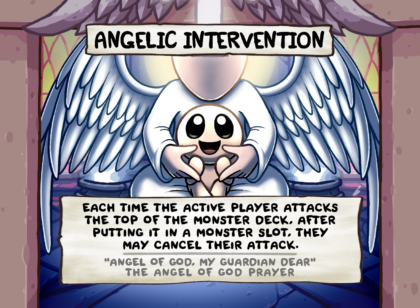 ANGELIC INTERVENTION
EACH TIME THE ACTIVE PLAYER ATTACKS
THE TOP OF THE MONSTER DECK, AFTER
PUTTING IT IN A MONSTER SLOT, THEY
MAY CANCEL THEIR ATTACK.
"ANGEL OF GOD, MY GUARDIAN DEAR"
THE ANGEL OF GOD PRAYER